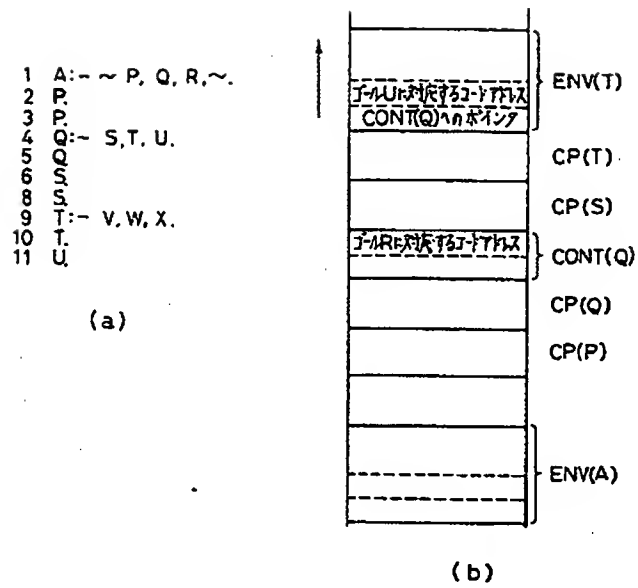 1 A:- ~ P, Q, R,~.
2 P.
3 P.
4 Q:- S,T, U.
5 Q.
6 S.
8 S.
9 T:- V, W, X.
10 T.
11 U.
(a)
ゴールUに対応するコードアドレス
CONT(Q)へのポインタ
ENV(T)
CP(T)
CP(S)
ゴールRに対応するコードアドレス
CONT(Q)
CP(Q)
CP(P)
ENV(A)
(b)